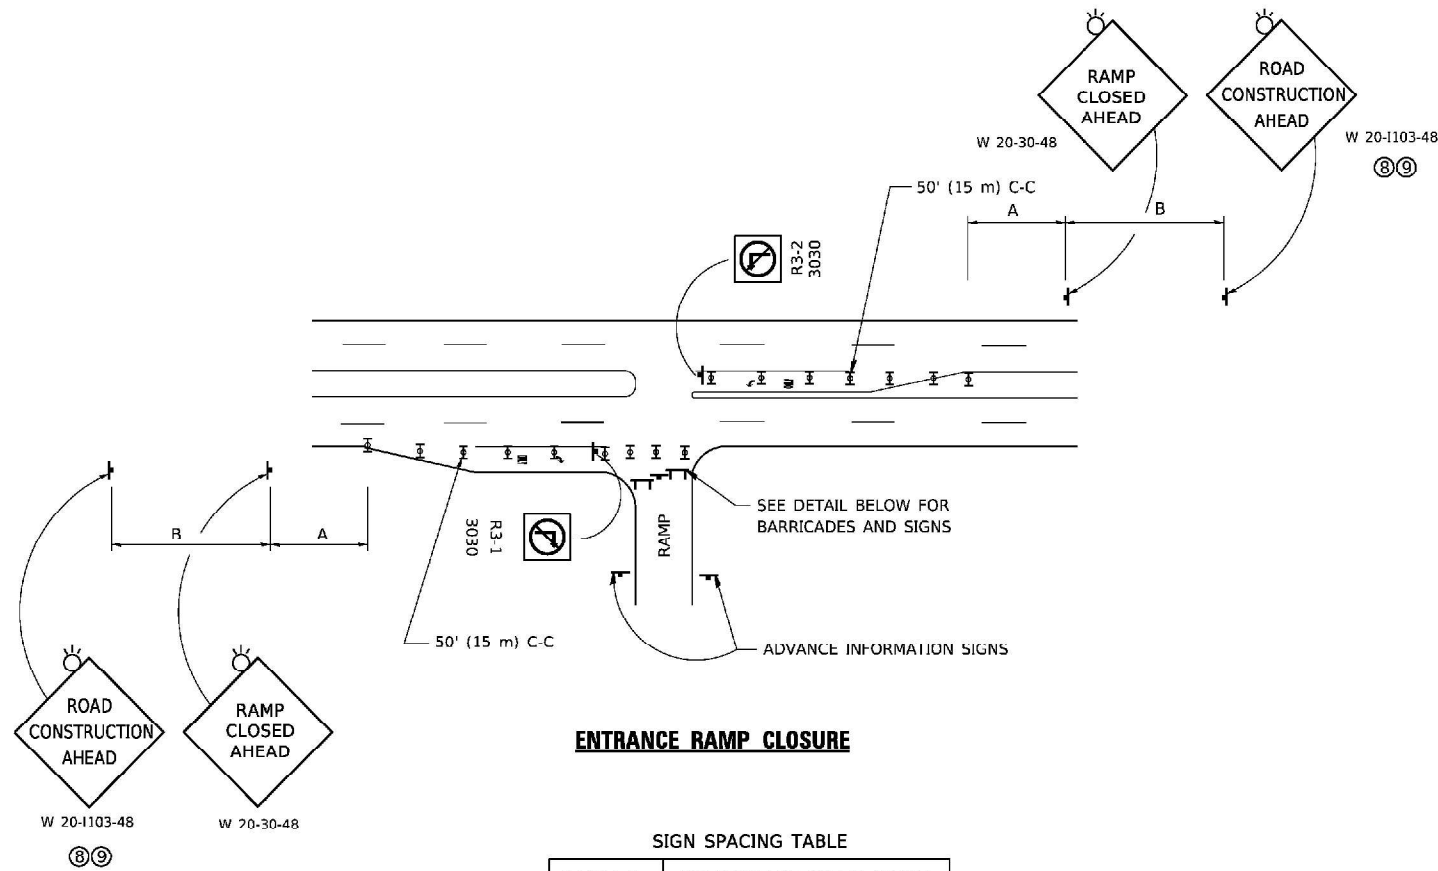 RAMP
CLOSED
AHEAD
W 20-30-48
ROAD
CONSTRUCTION
AHEAD
W 20-I103-48
⑧⑨
50' (15 m) C-C
A
B
R3-2
3030
SEE DETAIL BELOW FOR
BARRICADES AND SIGNS
RAMP
R3-1
3030
B
A
50' (15 m) C-C
ADVANCE INFORMATION SIGNS
ROAD
CONSTRUCTION
AHEAD
W 20-I103-48
⑧⑨
RAMP
CLOSED
AHEAD
W 20-30-48
ENTRANCE RAMP CLOSURE
SIGN SPACING TABLE